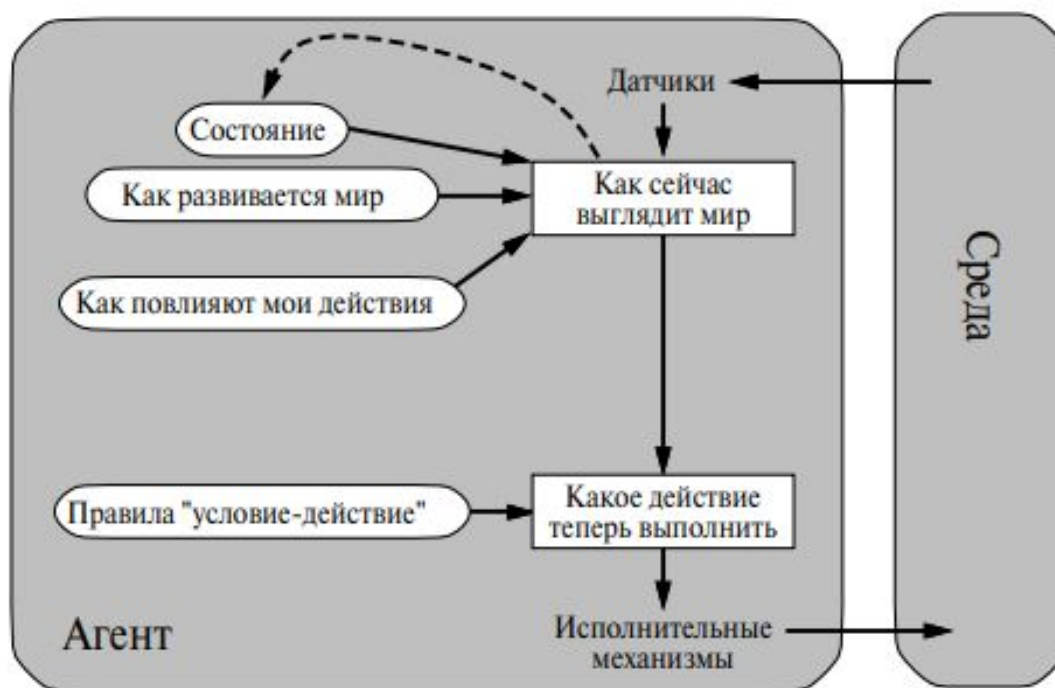 Датчики
Состояние
Как развивается мир
Как сейчас
выглядит мир
Как повлияют мои действия
Среда
Правила "условие-действие"
Какое действие
теперь выполнить
Агент
Исполнительные
механизмы